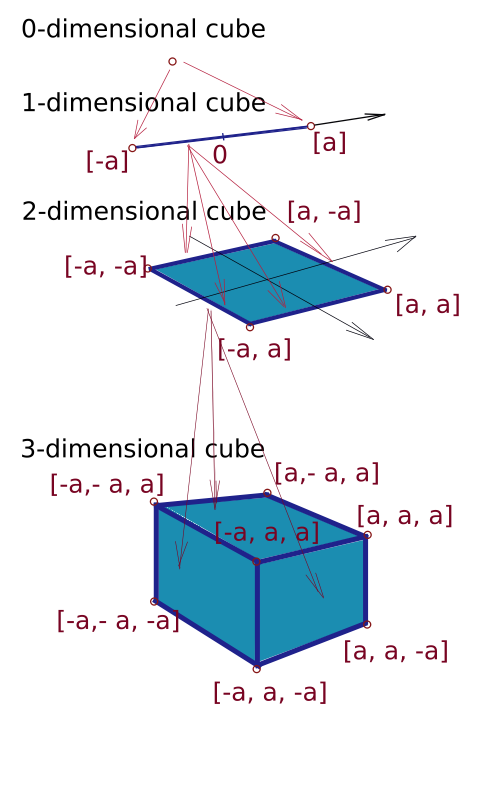 0-dimensional cube
1-dimensional cube
[-a]
0
[a]
2-dimensional cube
[a, -a]
[-a, -a]
[a, a]
[-a, a]
3-dimensional cube
[-a,- a, a]
[a,- a, a]
[-a, a, a]
[a, a, a]
[-a,- a, -a]
[a, a, -a]
[-a, a, -a]